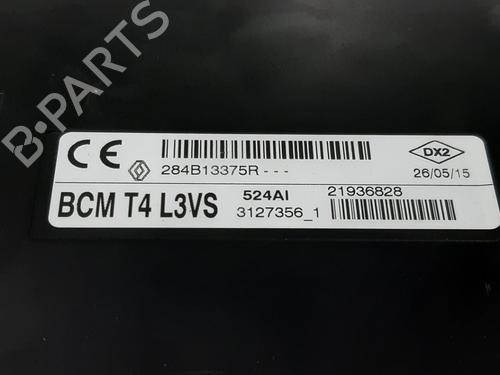 B-PARTS
CE
284B13375R - - -
DX2
26/05/15
BCM T4 L3VS
524AI 21936828
3127356_1